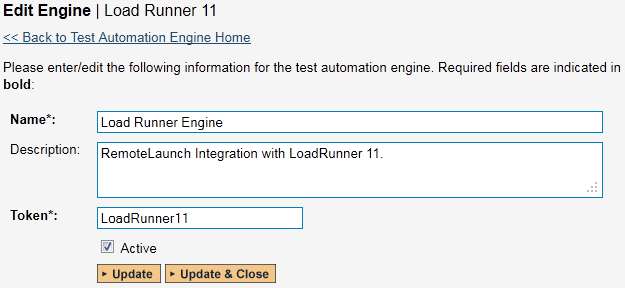 Edit Engine | Load Runner 11
<< Back to Test Automation Engine Home
Please enter/edit the following information for the test automation engine. Required fields are indicated in
bold:
Name*: Load Runner Engine
Description: RemoteLaunch Integration with LoadRunner 11.
Token*: LoadRunner11
Active
Update Update & Close